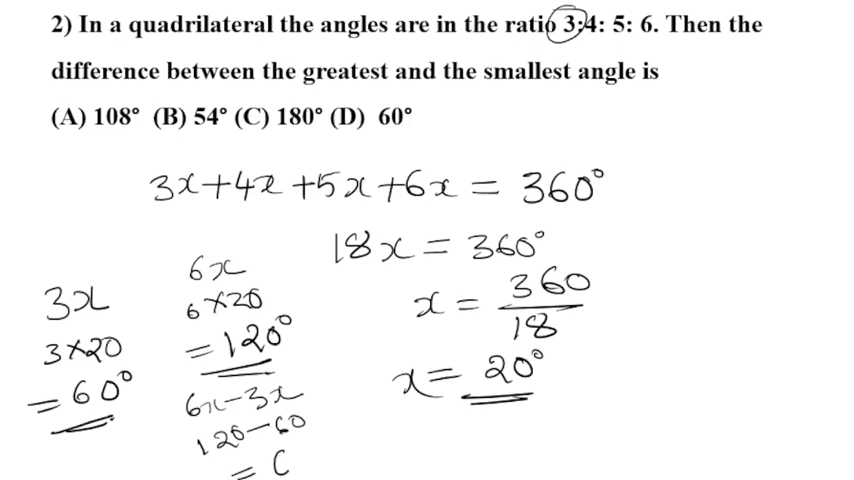 2) In a quadrilateral the angles are in the ratio 3:4: 5: 6. Then the
difference between the greatest and the smallest angle is
(A) 108° (B) 54° (C) 180° (D) 60°
3x+4x+5x+6x = 360°
18x = 360°
x = 360/18
x = 20°
6x
6×20
= 120°
6x-3x
120-60
=
3x
3×20
= 60°